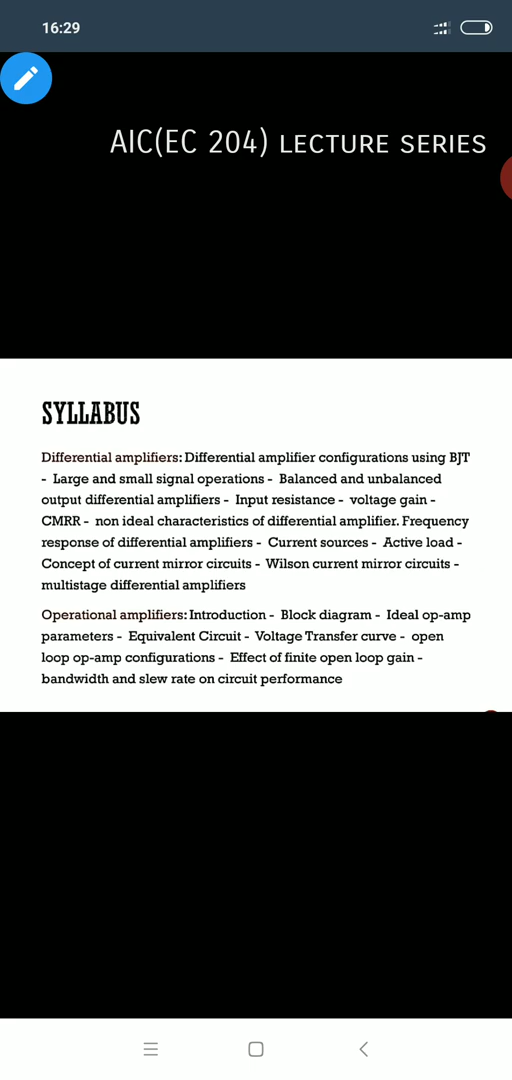 16:29
AIC(EC 204) LECTURE SERIES
SYLLABUS
Differential amplifiers: Differential amplifier configurations using BJT
- Large and small signal operations - Balanced and unbalanced
output differential amplifiers - Input resistance - voltage gain -
CMRR - non ideal characteristics of differential amplifier. Frequency
response of differential amplifiers - Current sources - Active load -
Concept of current mirror circuits - Wilson current mirror circuits -
multistage differential amplifiers
Operational amplifiers: Introduction - Block diagram - Ideal op-amp
parameters - Equivalent Circuit - Voltage Transfer curve - open
loop op-amp configurations - Effect of finite open loop gain -
bandwidth and slew rate on circuit performance